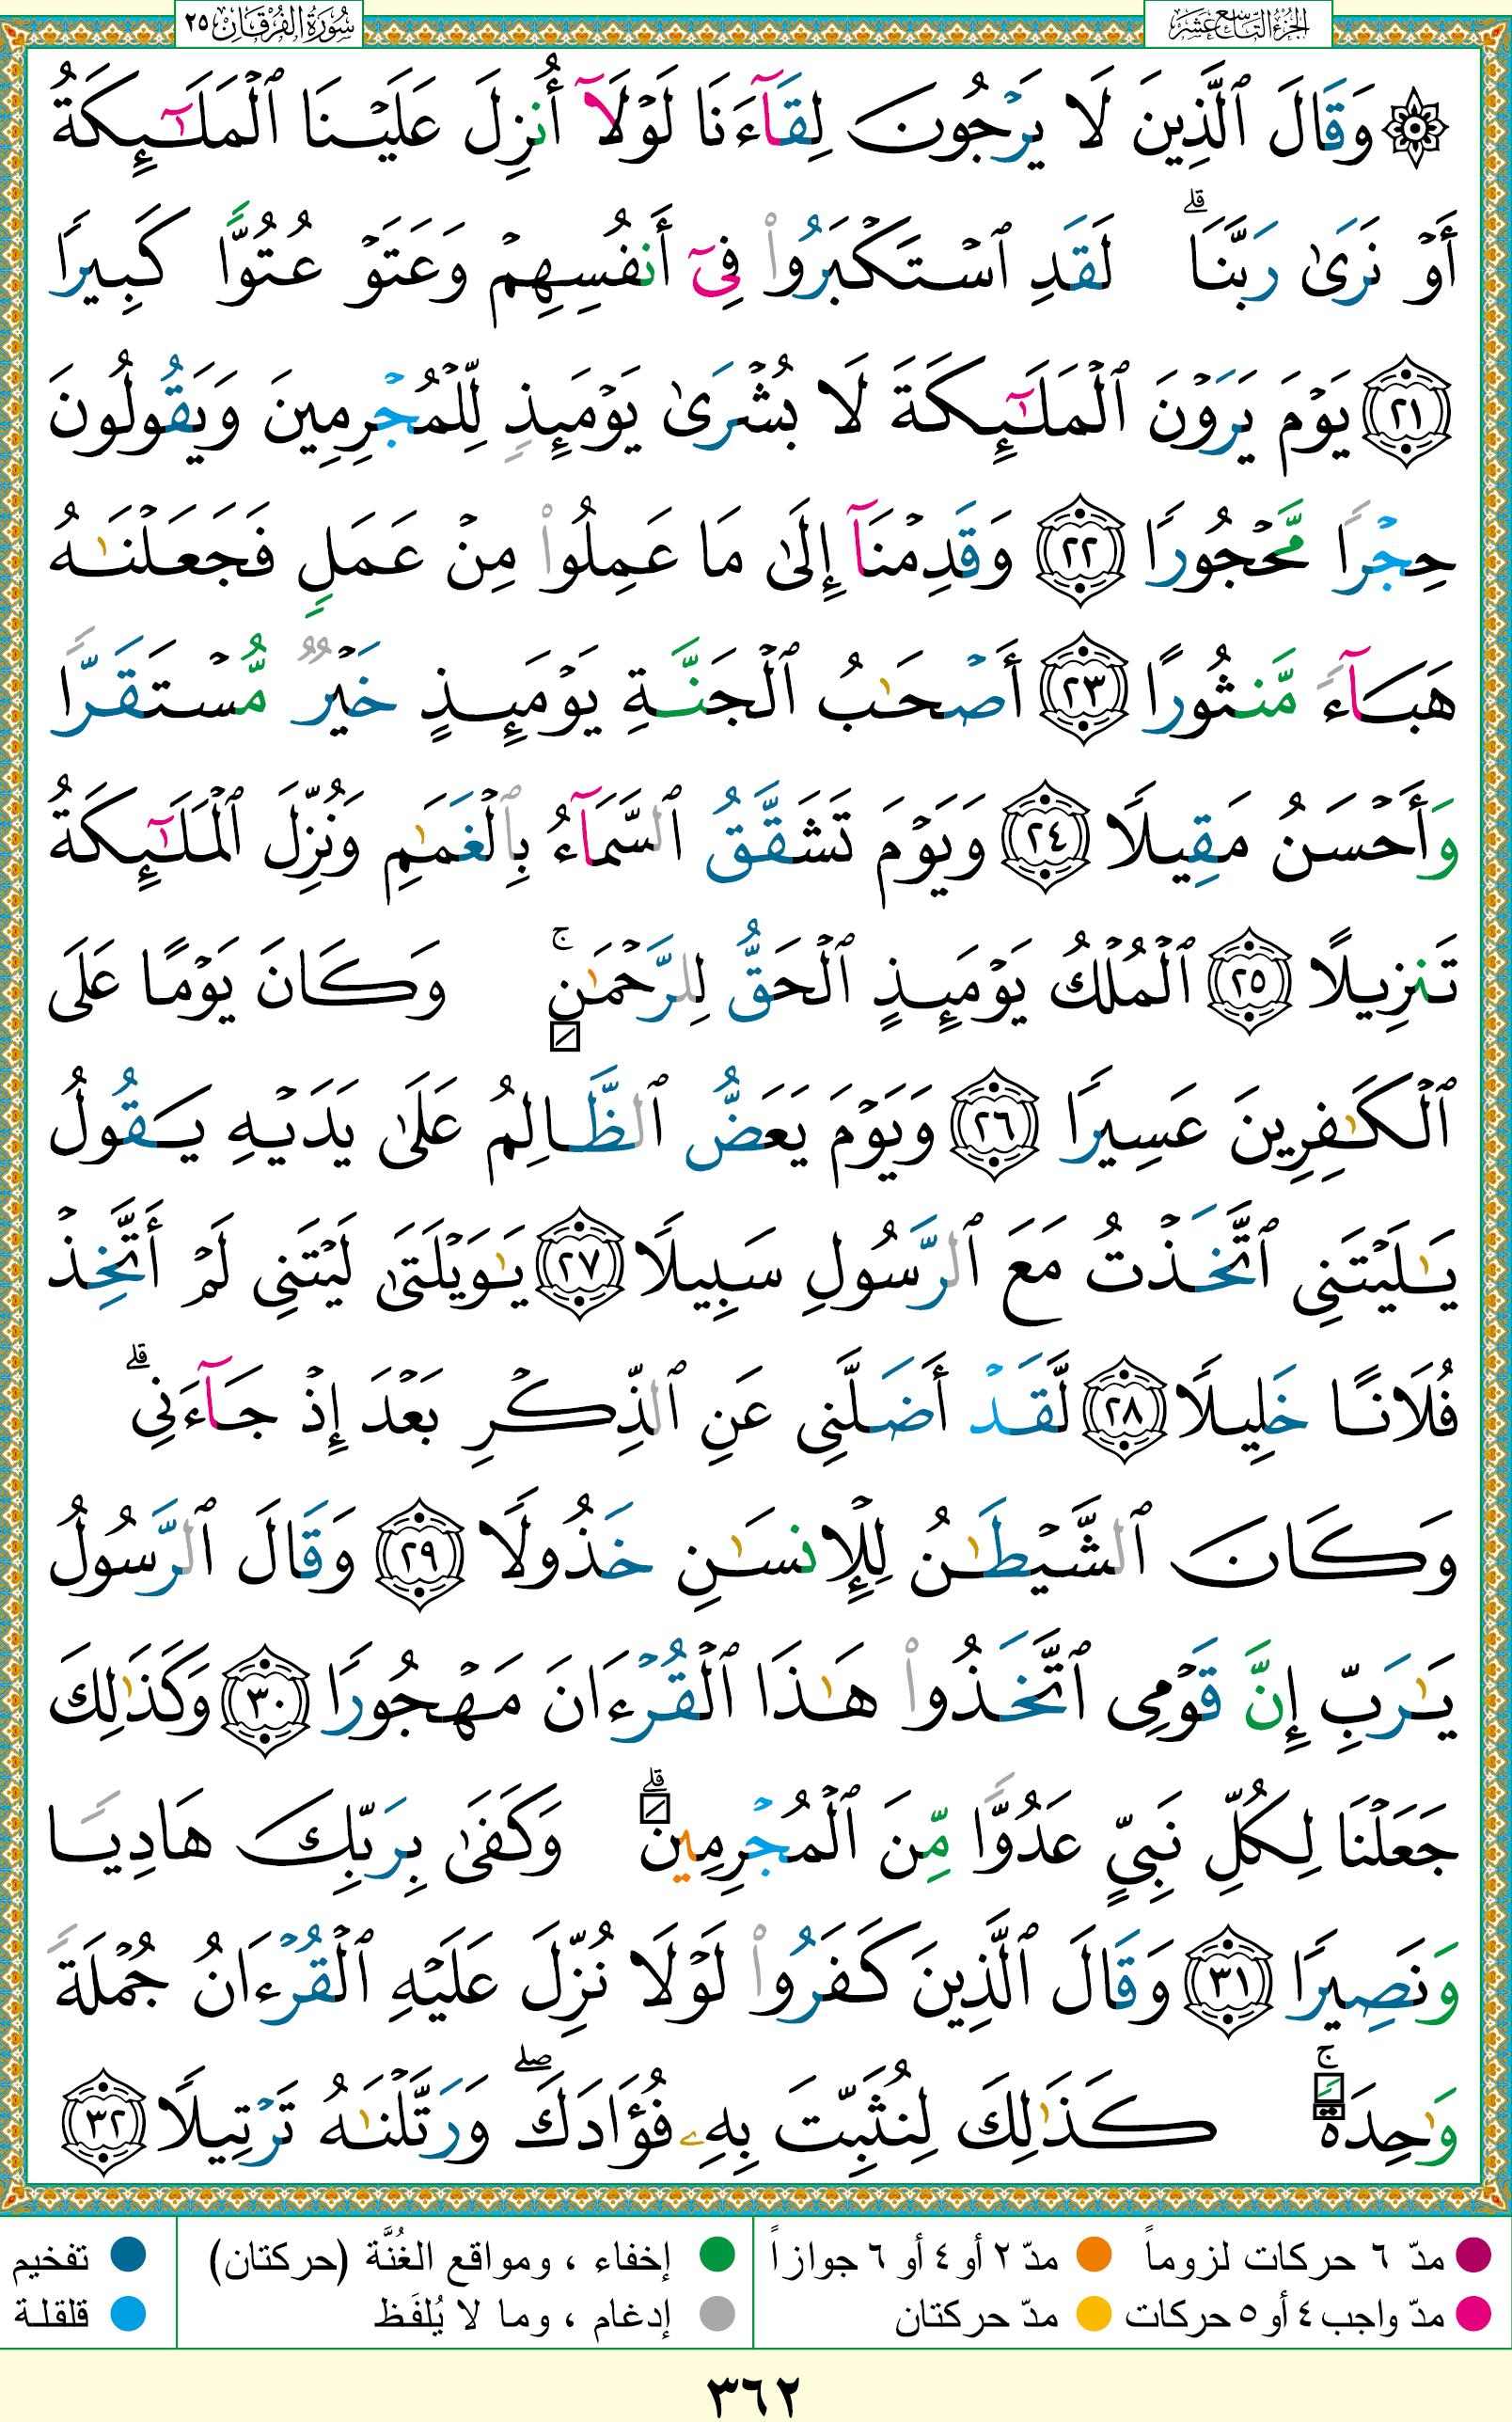 الجزء التاسع عشر
سورة الفرقان ٢٥
۞ وَقَالَ ٱلَّذِينَ لَا يَرۡجُونَ لِقَآءَنَا لَوۡلَآ أُنزِلَ عَلَيۡنَا ٱلۡمَلَـٰٓئِكَةُ
أَوۡ نَرَىٰ رَبَّنَاۗ لَقَدِ ٱسۡتَكۡبَرُواْ فِىٓ أَنفُسِهِمۡ وَعَتَوۡ عُتُوًّا كَبِيرًا
٢١ يَوۡمَ يَرَوۡنَ ٱلۡمَلَـٰٓئِكَةَ لَا بُشۡرَىٰ يَوۡمَئِذٍ لِّلۡمُجۡرِمِينَ وَيَقُولُونَ
حِجۡرًا مَّحۡجُورًا ٢٢ وَقَدِمۡنَآ إِلَىٰ مَا عَمِلُواْ مِنۡ عَمَلٍ فَجَعَلۡنَـٰهُ
هَبَآءً مَّنثُورًا ٢٣ أَصۡحَـٰبُ ٱلۡجَنَّةِ يَوۡمَئِذٍ خَيۡرٌ مُّسۡتَقَرًّا
وَأَحۡسَنُ مَقِيلًا ٢٤ وَيَوۡمَ تَشَقَّقُ ٱلسَّمَآءُ بِٱلۡغَمَـٰمِ وَنُزِّلَ ٱلۡمَلَـٰٓئِكَةُ
تَنزِيلًا ٢٥ ٱلۡمُلۡكُ يَوۡمَئِذٍ ٱلۡحَقُّ لِلرَّحۡمَـٰنِۚ وَكَانَ يَوۡمًا عَلَى
ٱلۡكَـٰفِرِينَ عَسِيرًا ٢٦ وَيَوۡمَ يَعَضُّ ٱلظَّالِمُ عَلَىٰ يَدَيۡهِ يَقُولُ
يَـٰلَيۡتَنِى ٱتَّخَذۡتُ مَعَ ٱلرَّسُولِ سَبِيلًا ٢٧ يَـٰوَيۡلَتَىٰ لَيۡتَنِى لَمۡ أَتَّخِذۡ
فُلَانًا خَلِيلًا ٢٨ لَّقَدۡ أَضَلَّنِى عَنِ ٱلذِّكۡرِ بَعۡدَ إِذۡ جَآءَنِىۗ
وَكَانَ ٱلشَّيۡطَـٰنُ لِلۡإِنسَـٰنِ خَذُولًا ٢٩ وَقَالَ ٱلرَّسُولُ
يَـٰرَبِّ إِنَّ قَوۡمِى ٱتَّخَذُواْ هَـٰذَا ٱلۡقُرۡءَانَ مَهۡجُورًا ٣٠ وَكَذَٰلِكَ
جَعَلۡنَا لِكُلِّ نَبِىٍّ عَدُوًّا مِّنَ ٱلۡمُجۡرِمِينَۗ وَكَفَىٰ بِرَبِّكَ هَادِيًا
وَنَصِيرًا ٣١ وَقَالَ ٱلَّذِينَ كَفَرُواْ لَوۡلَا نُزِّلَ عَلَيۡهِ ٱلۡقُرۡءَانُ جُمۡلَةً
وَٰحِدَةًۚ كَذَٰلِكَ لِنُثَبِّتَ بِهِۦ فُؤَادَكَۖ وَرَتَّلۡنَـٰهُ تَرۡتِيلًا ٣٢
مدّ ٦ حركات لزوماً مدّ ٢ أو ٤ أو ٦ جوازاً إخفاء ، ومواقع الغُنَّة (حركتان) تفخيم
مدّ واجب ٤ أو ٥ حركات مدّ حركتان إدغام ، وما لا يُلفَظ قلقلة
٣٦٢